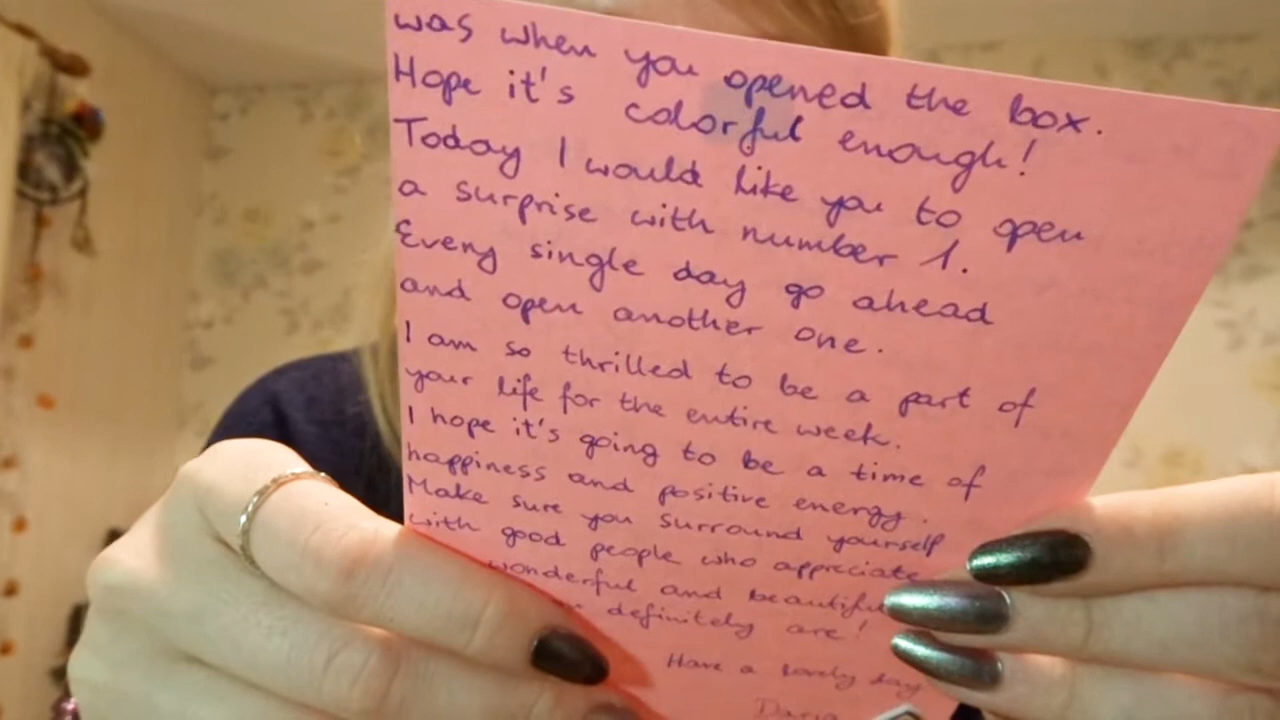 was when you opened the box.
Hope it's colorful enough!
Today I would like you to open
a surprise with number 1.
Every single day go ahead
and open another one.
I am so thrilled to be a part of
your life for the entire week.
I hope it's going to be a time of
happiness and positive energy.
Make sure you surround yourself
with good people who appreciate
wonderful and beautiful
definitely are!
Have a lovely day
Daria